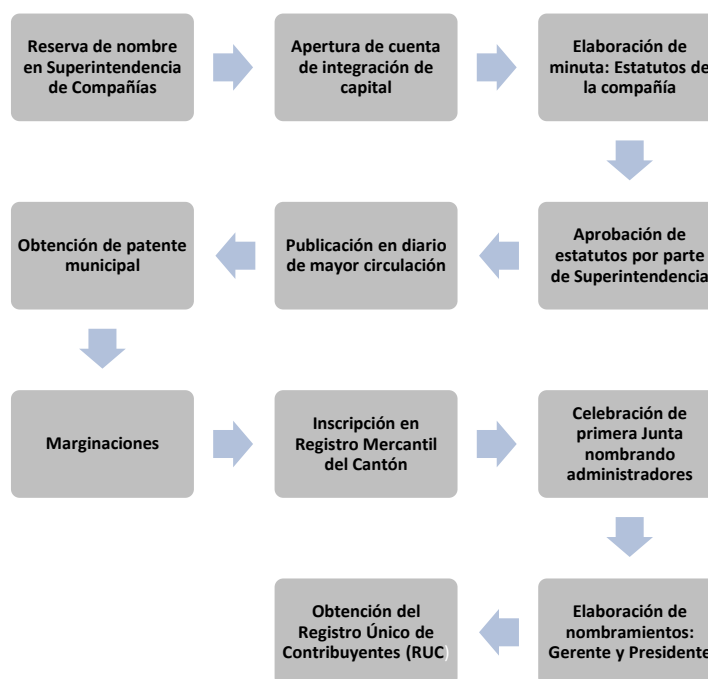 Reserva de nombre
en Superintendencia
de Compañías
Apertura de cuenta
de integración de
capital
Elaboración de
minuta: Estatutos de
la compañía
Aprobación de
estatutos por parte
de Superintendencia
Publicación en diario
de mayor circulación
Obtención de patente
municipal
Marginaciones
Inscripción en
Registro Mercantil
del Cantón
Celebración de
primera Junta
nombrando
administradores
Elaboración de
nombramientos:
Gerente y Presidente
Obtención del
Registro Único de
Contribuyentes (RUC)